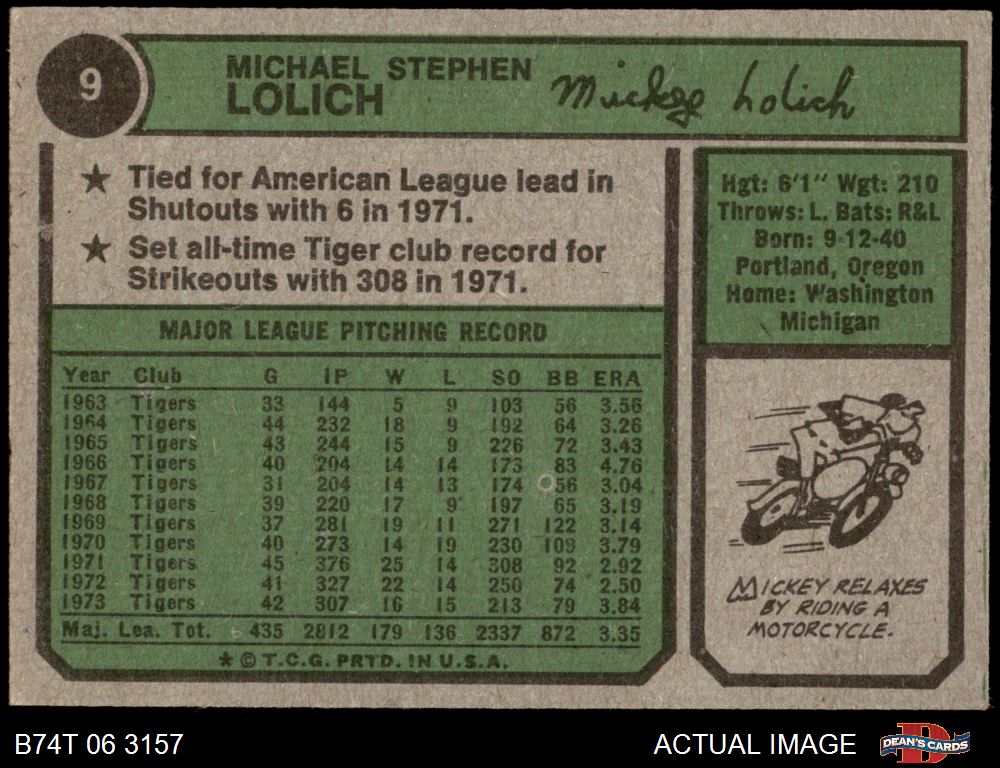 9
MICHAEL STEPHEN
LOLICH
Mickey Lolich
★ Tied for American League lead in
Shutouts with 6 in 1971.
★ Set all-time Tiger club record for
Strikeouts with 308 in 1971.
MAJOR LEAGUE PITCHING RECORD
Year Club G IP W L SO BB ERA
1963 Tigers 33 144 5 9 103 56 3.56
1964 Tigers 44 232 18 9 192 64 3.26
1965 Tigers 43 244 15 9 226 72 3.43
1966 Tigers 40 204 14 14 173 83 4.76
1967 Tigers 31 204 14 13 174 56 3.04
1968 Tigers 39 220 17 9 197 65 3.19
1969 Tigers 37 281 19 11 271 122 3.14
1970 Tigers 40 273 14 19 230 109 3.79
1971 Tigers 45 376 25 14 308 92 2.92
1972 Tigers 41 327 22 14 250 74 2.50
1973 Tigers 42 307 16 15 213 79 3.84
Maj. Lea. Tot. 435 2812 179 136 2337 872 3.35
★ © T.C.G. PRTD. IN U.S.A.
Hgt: 6'1" Wgt: 210
Throws: L. Bats: R&L
Born: 9-12-40
Portland, Oregon
Home: Washington
Michigan
MICKEY RELAXES
BY RIDING A
MOTORCYCLE.
B74T 06 3157
ACTUAL IMAGE
DEAN'S CARDS